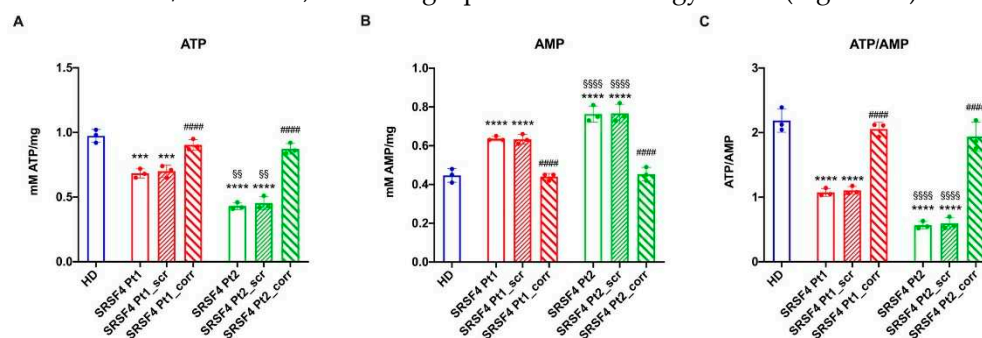 A
ATP
mM ATP/mg
1.5
1.0
0.5
0.0
*** *** #### §§ §§ ####
**** ****
HD
SRSF4 Pt1
SRSF4 Pt1_scr
SRSF4 Pt1_corr
SRSF4 Pt2
SRSF4 Pt2_scr
SRSF4 Pt2_corr
B
AMP
mM AMP/mg
1.0
0.8
0.6
0.4
0.2
0.0
**** **** #### §§§§ §§§§ ####
**** ****
HD
SRSF4 Pt1
SRSF4 Pt1_scr
SRSF4 Pt1_corr
SRSF4 Pt2
SRSF4 Pt2_scr
SRSF4 Pt2_corr
C
ATP/AMP
ATP/AMP
3
2
1
0
**** **** #### §§§§ §§§§
**** ****
HD
SRSF4 Pt1
SRSF4 Pt1_scr
SRSF4 Pt1_corr
SRSF4 Pt2
SRSF4 Pt2_scr
SRSF4 Pt2_corr